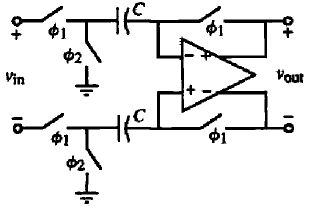 C
+ ϕ₁ ϕ₁ +
ϕ₂ − +
v_in v_out
+ −
− C −
ϕ₁ ϕ₁
ϕ₂